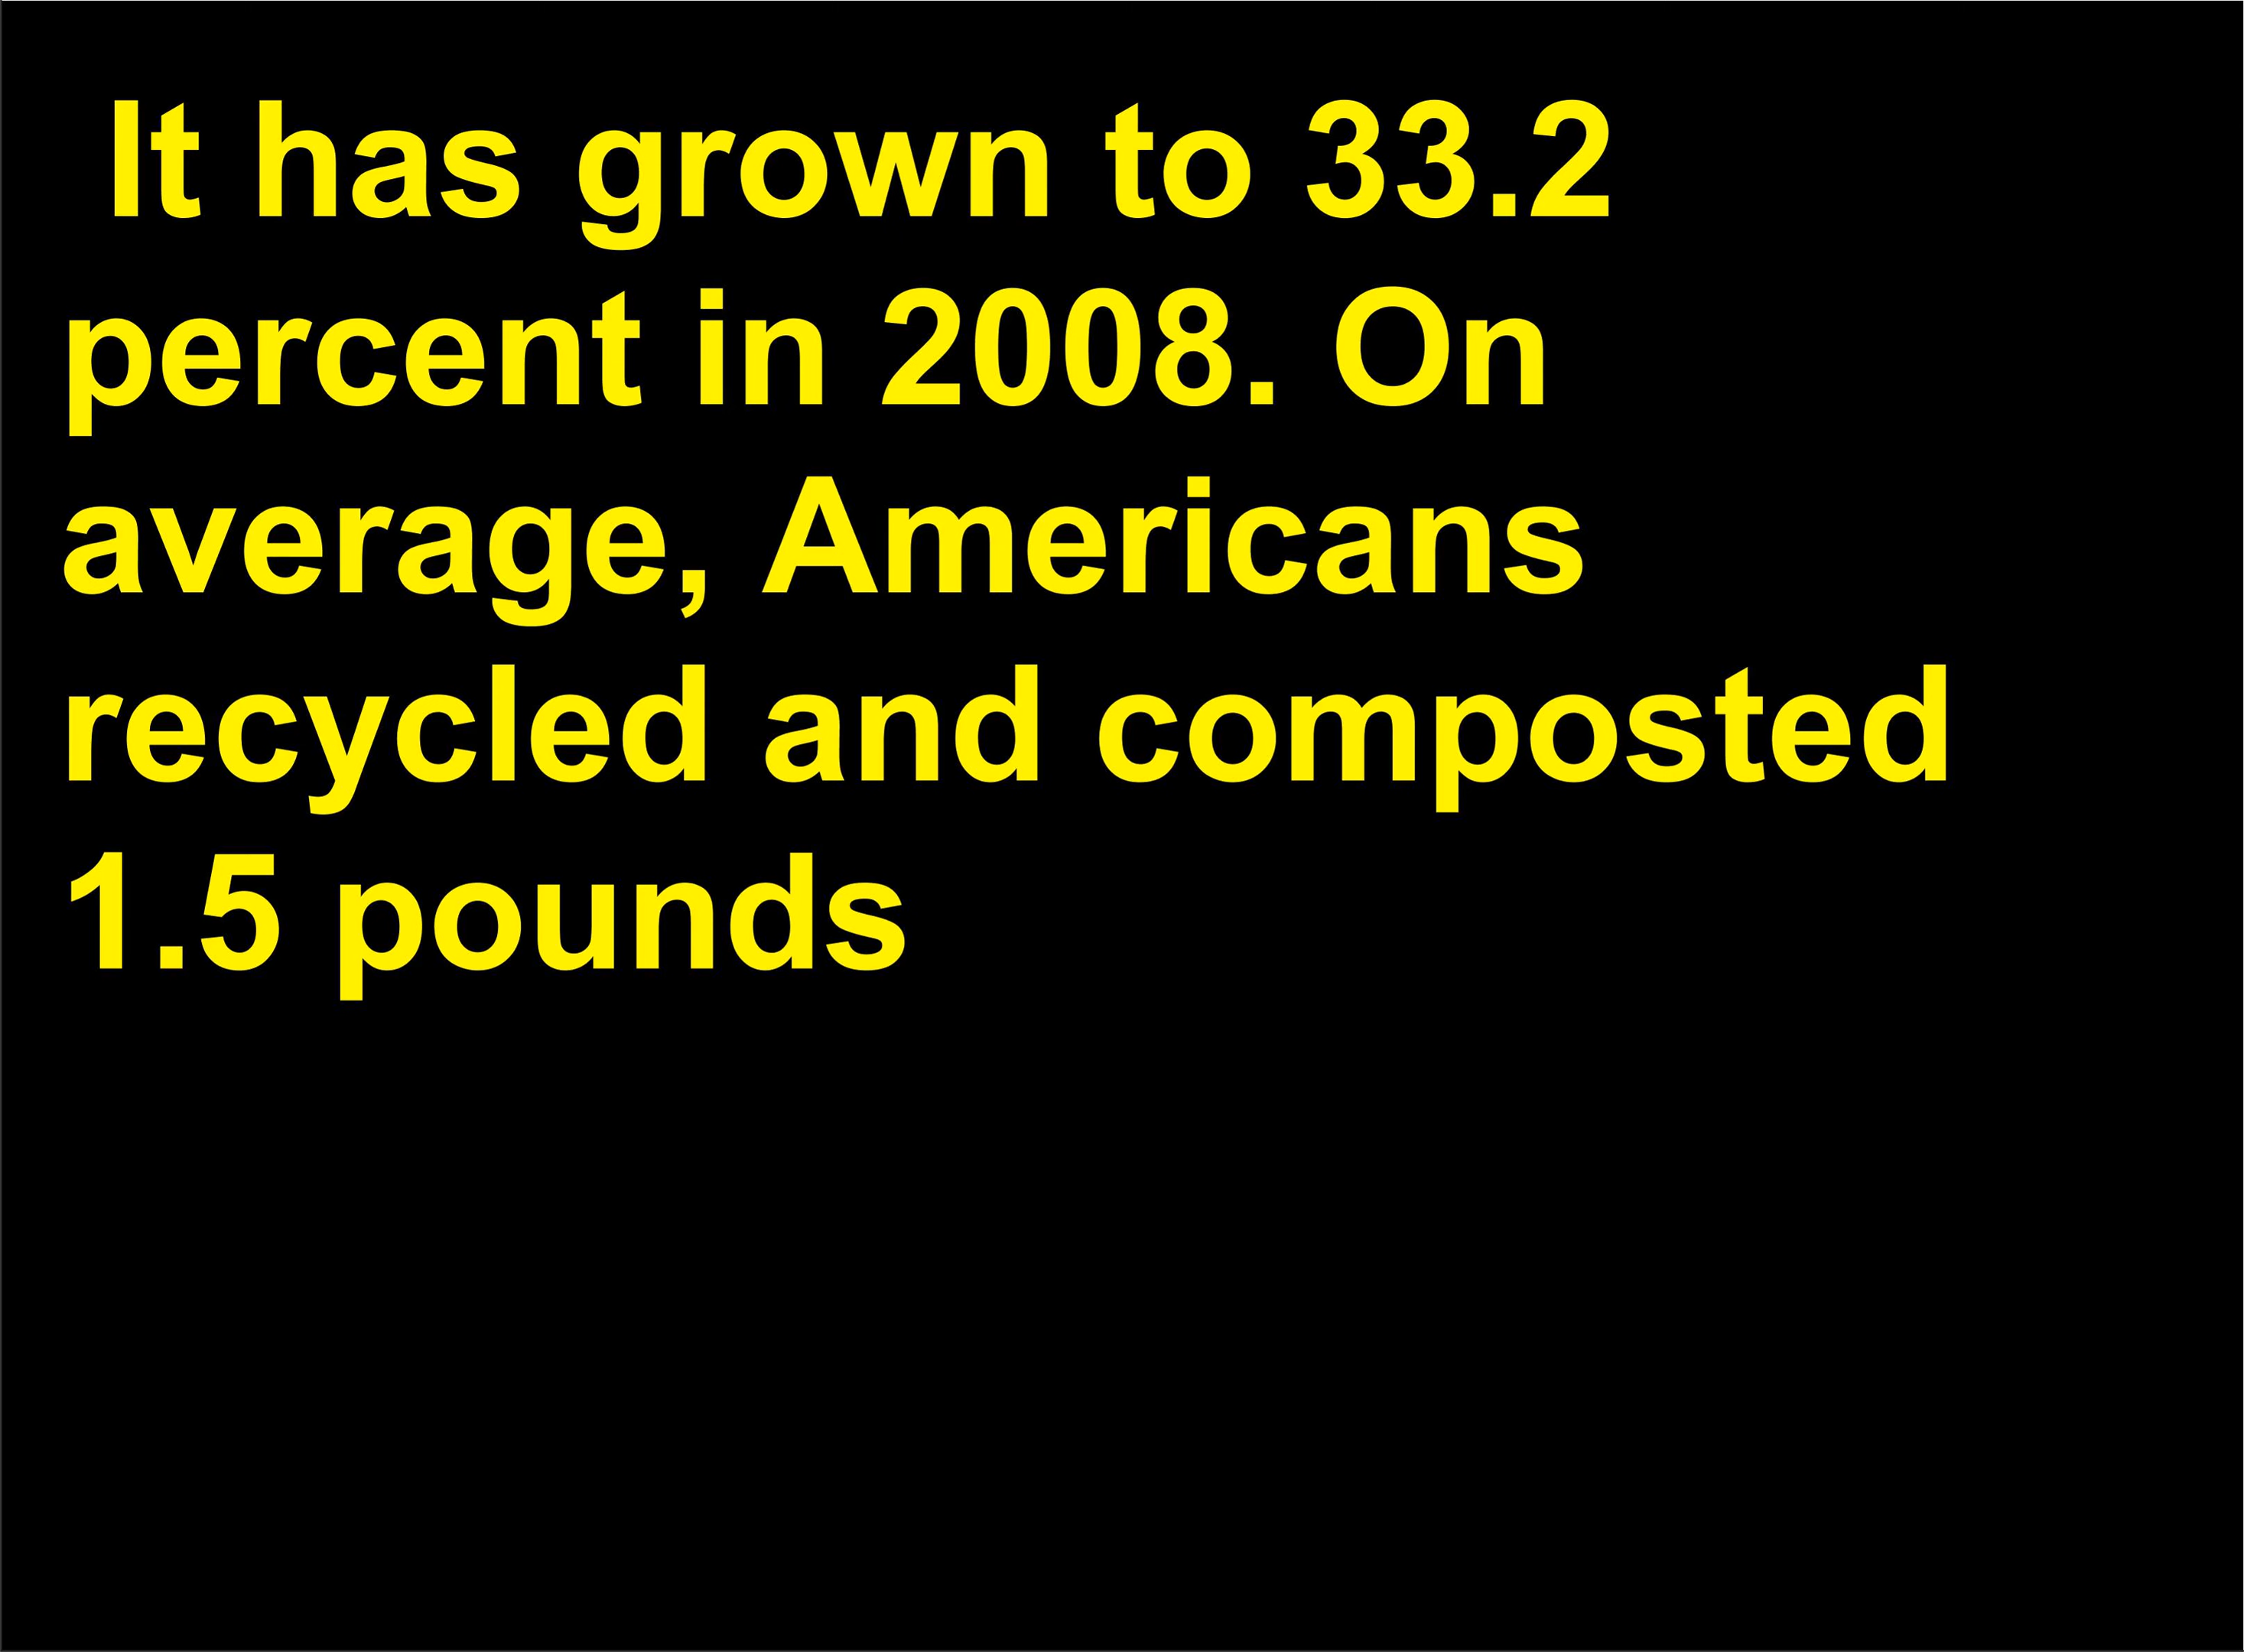 It has grown to 33.2
percent in 2008. On
average, Americans
recycled and composted
1.5 pounds